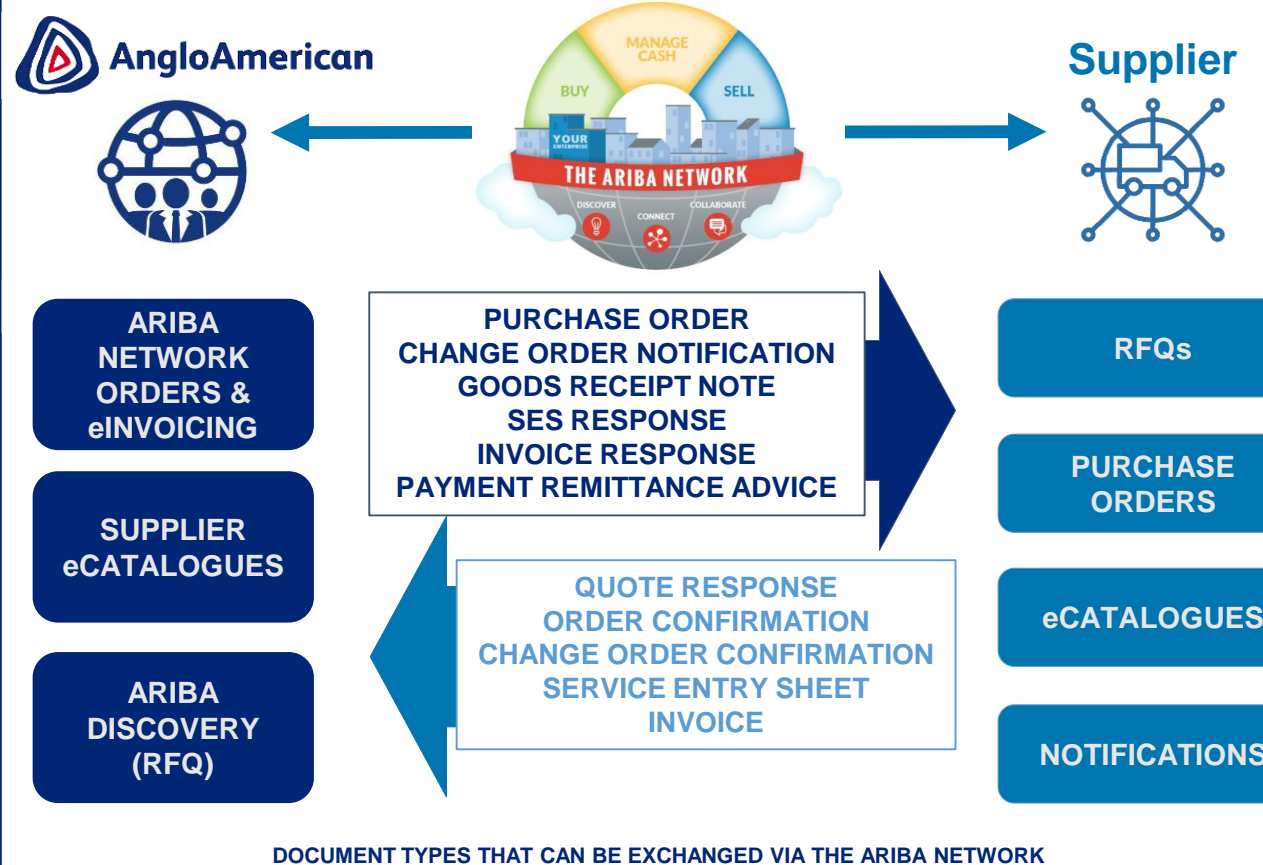 AngloAmerican
MANAGE
CASH
BUY
SELL
YOUR
ENTERPRISE
THE ARIBA NETWORK
DISCOVER
CONNECT
COLLABORATE
Supplier
ARIBA
NETWORK
ORDERS &
eINVOICING
SUPPLIER
eCATALOGUES
ARIBA
DISCOVERY
(RFQ)
PURCHASE ORDER
CHANGE ORDER NOTIFICATION
GOODS RECEIPT NOTE
SES RESPONSE
INVOICE RESPONSE
PAYMENT REMITTANCE ADVICE
QUOTE RESPONSE
ORDER CONFIRMATION
CHANGE ORDER CONFIRMATION
SERVICE ENTRY SHEET
INVOICE
RFQs
PURCHASE
ORDERS
eCATALOGUES
NOTIFICATIONS
DOCUMENT TYPES THAT CAN BE EXCHANGED VIA THE ARIBA NETWORK